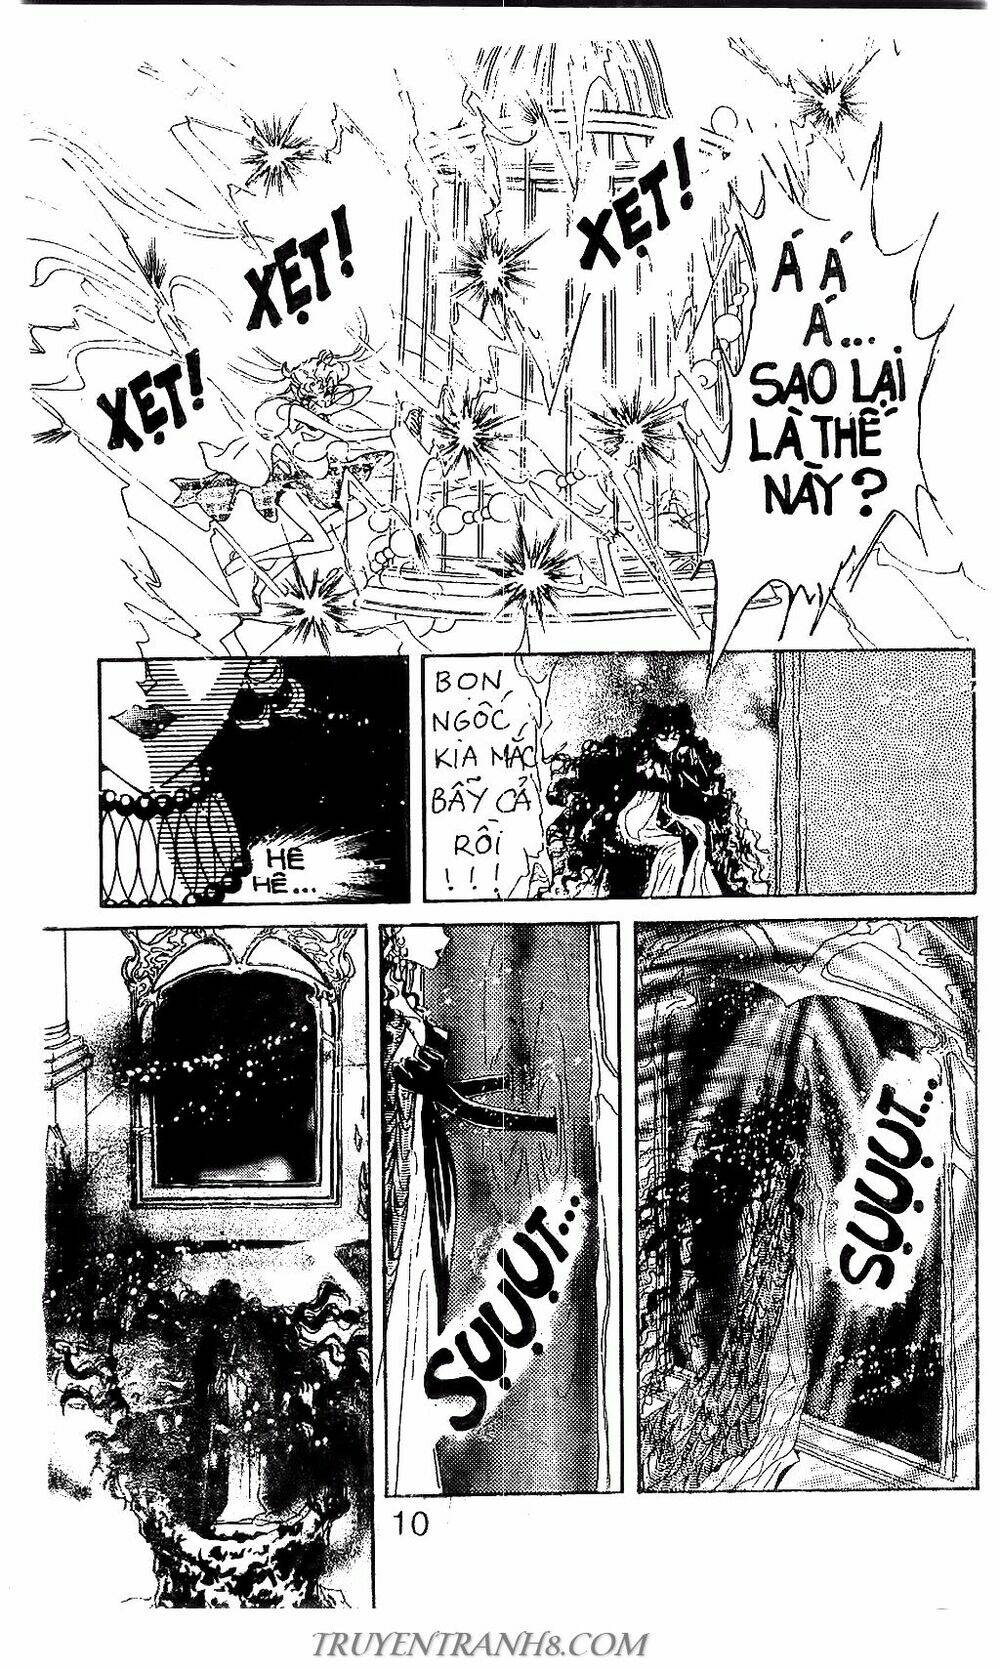 XẸT!
XẸT!
XẸT!
Á Á
Á...
SAO LẠI
LÀ THẾ
NÀY?
HÊ
HÊ...
BỌN
NGỐC
KIA MẮC
BẪY CẢ
RỒI
!!!
SỤỤT...
SỤỤT...
10
TRUYENTRANH8.COM